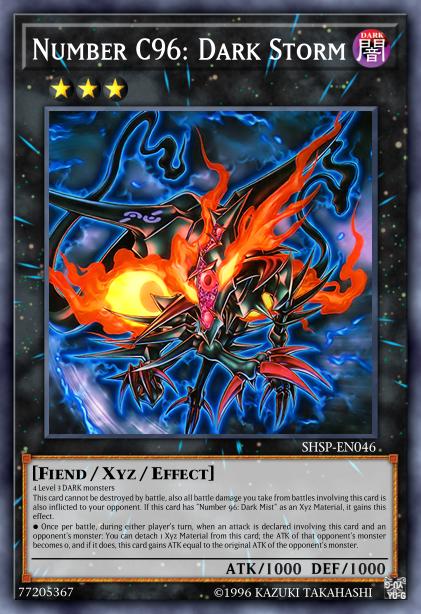 Number C96: Dark Storm
DARK
闇
SHSP-EN046
[Fiend / Xyz / Effect]
4 Level 3 DARK monsters
This card cannot be destroyed by battle, also all battle damage you take from battles involving this card is
also inflicted to your opponent. If this card has "Number 96: Dark Mist" as an Xyz Material, it gains this
effect.
● Once per battle, during either player's turn, when an attack is declared involving this card and an
opponent's monster: You can detach 1 Xyz Material from this card; the ATK of that opponent's monster
becomes 0, and if it does, this card gains ATK equal to the original ATK of the opponent's monster.
ATK/1000 DEF/1000
77205367
©1996 KAZUKI TAKAHASHI